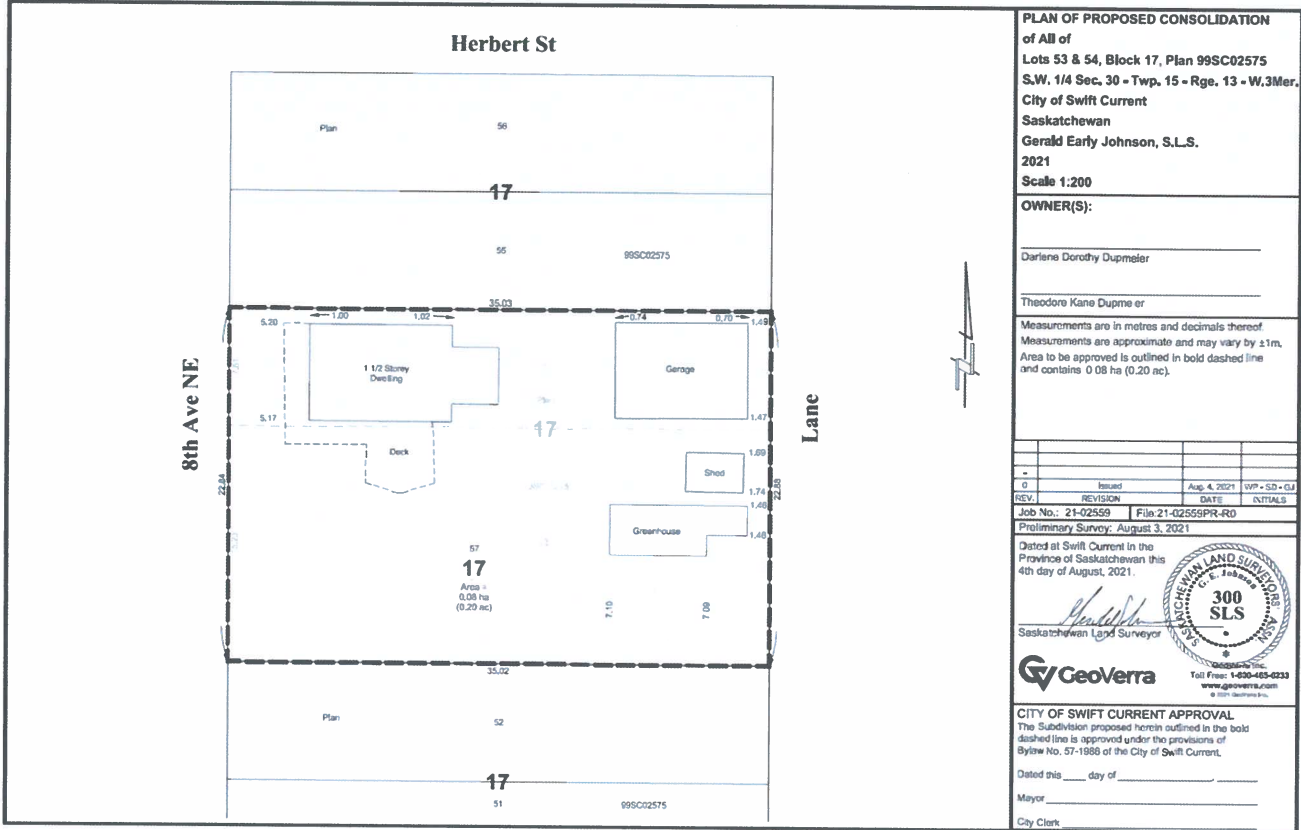 Herbert St
Plan
56
17
55
99SC02575
35.03
5.20
1.00
1.02
0.74
0.70
1.49
1 1/2 Storey
Dwelling
Garage
8th Ave NE
Lane
5.17
17
1.47
Deck
1.69
Shed
22.84
1.74
22.88
1.46
Greenhouse
1.48
57
17
Area =
0.08 ha
(0.20 ac)
7.10
7.09
35.02
Plan
52
17
51
99SC02575
PLAN OF PROPOSED CONSOLIDATION
of All of
Lots 53 & 54, Block 17, Plan 99SC02575
S.W. 1/4 Sec. 30 - Twp. 15 - Rge. 13 - W.3Mer.
City of Swift Current
Saskatchewan
Gerald Early Johnson, S.L.S.
2021
Scale 1:200
OWNER(S):
Darlene Dorothy Dupmeier
Theodore Kane Dupme er
Measurements are in metres and decimals thereof.
Measurements are approximate and may vary by ±1m.
Area to be approved is outlined in bold dashed line
and contains 0 08 ha (0.20 ac).
-
0 Issued Aug. 4, 2021 WP - SD - GJ
REV. REVISION DATE INITIALS
Job No.: 21-02559 File:21-02559PR-R0
Preliminary Survey: August 3, 2021
Dated at Swift Current in the
Province of Saskatchewan this
4th day of August, 2021.
SASKATCHEWAN LAND SURVEYORS' ASSN.
G. E. Johnson
300
SLS
Saskatchewan Land Surveyor
GeoVerra
GeoVerra Inc.
Toll Free: 1-800-465-6233
www.geoverra.com
© 2021 GeoVerra Inc.
CITY OF SWIFT CURRENT APPROVAL
The Subdivision proposed herein outlined in the bold
dashed line is approved under the provisions of
Bylaw No. 57-1988 of the City of Swift Current.
Dated this ____ day of ______________, ______
Mayor
City Clerk